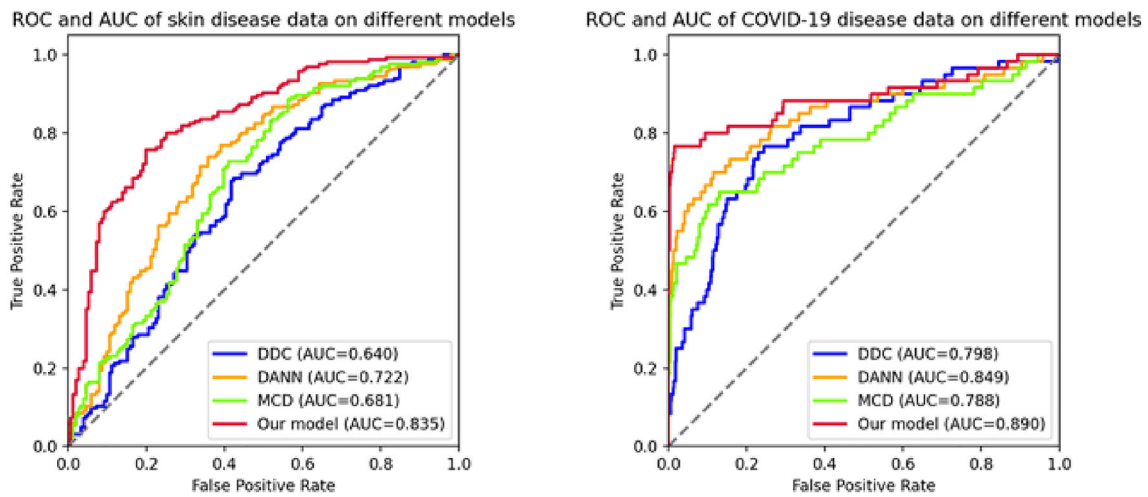 ROC and AUC of skin disease data on different models
1.0
0.8
0.6
0.4
0.2
0.0
True Positive Rate
DDC (AUC=0.640)
DANN (AUC=0.722)
MCD (AUC=0.681)
Our model (AUC=0.835)
0.0 0.2 0.4 0.6 0.8 1.0
False Positive Rate
ROC and AUC of COVID-19 disease data on different models
1.0
0.8
0.6
0.4
0.2
0.0
True Positive Rate
DDC (AUC=0.798)
DANN (AUC=0.849)
MCD (AUC=0.788)
Our model (AUC=0.890)
0.0 0.2 0.4 0.6 0.8 1.0
False Positive Rate